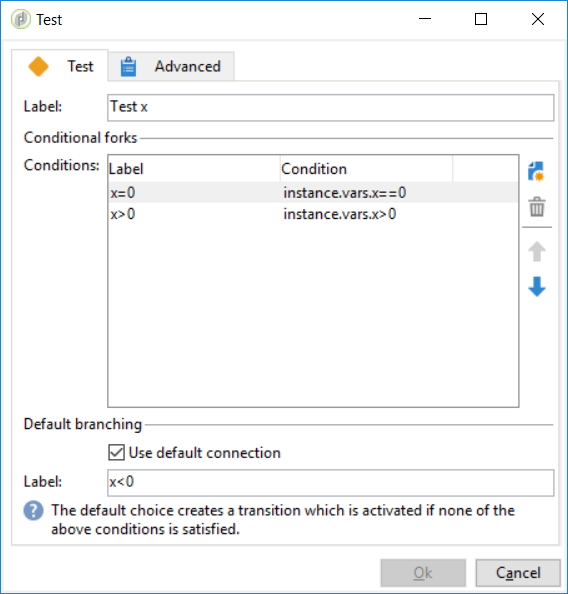 Test
Test
Advanced
Label:
Test x
Conditional forks
Conditions:
Label Condition
x=0 instance.vars.x==0
x>0 instance.vars.x>0
Default branching
Use default connection
Label:
x<0
The default choice creates a transition which is activated if none of the
above conditions is satisfied.
Ok
Cancel